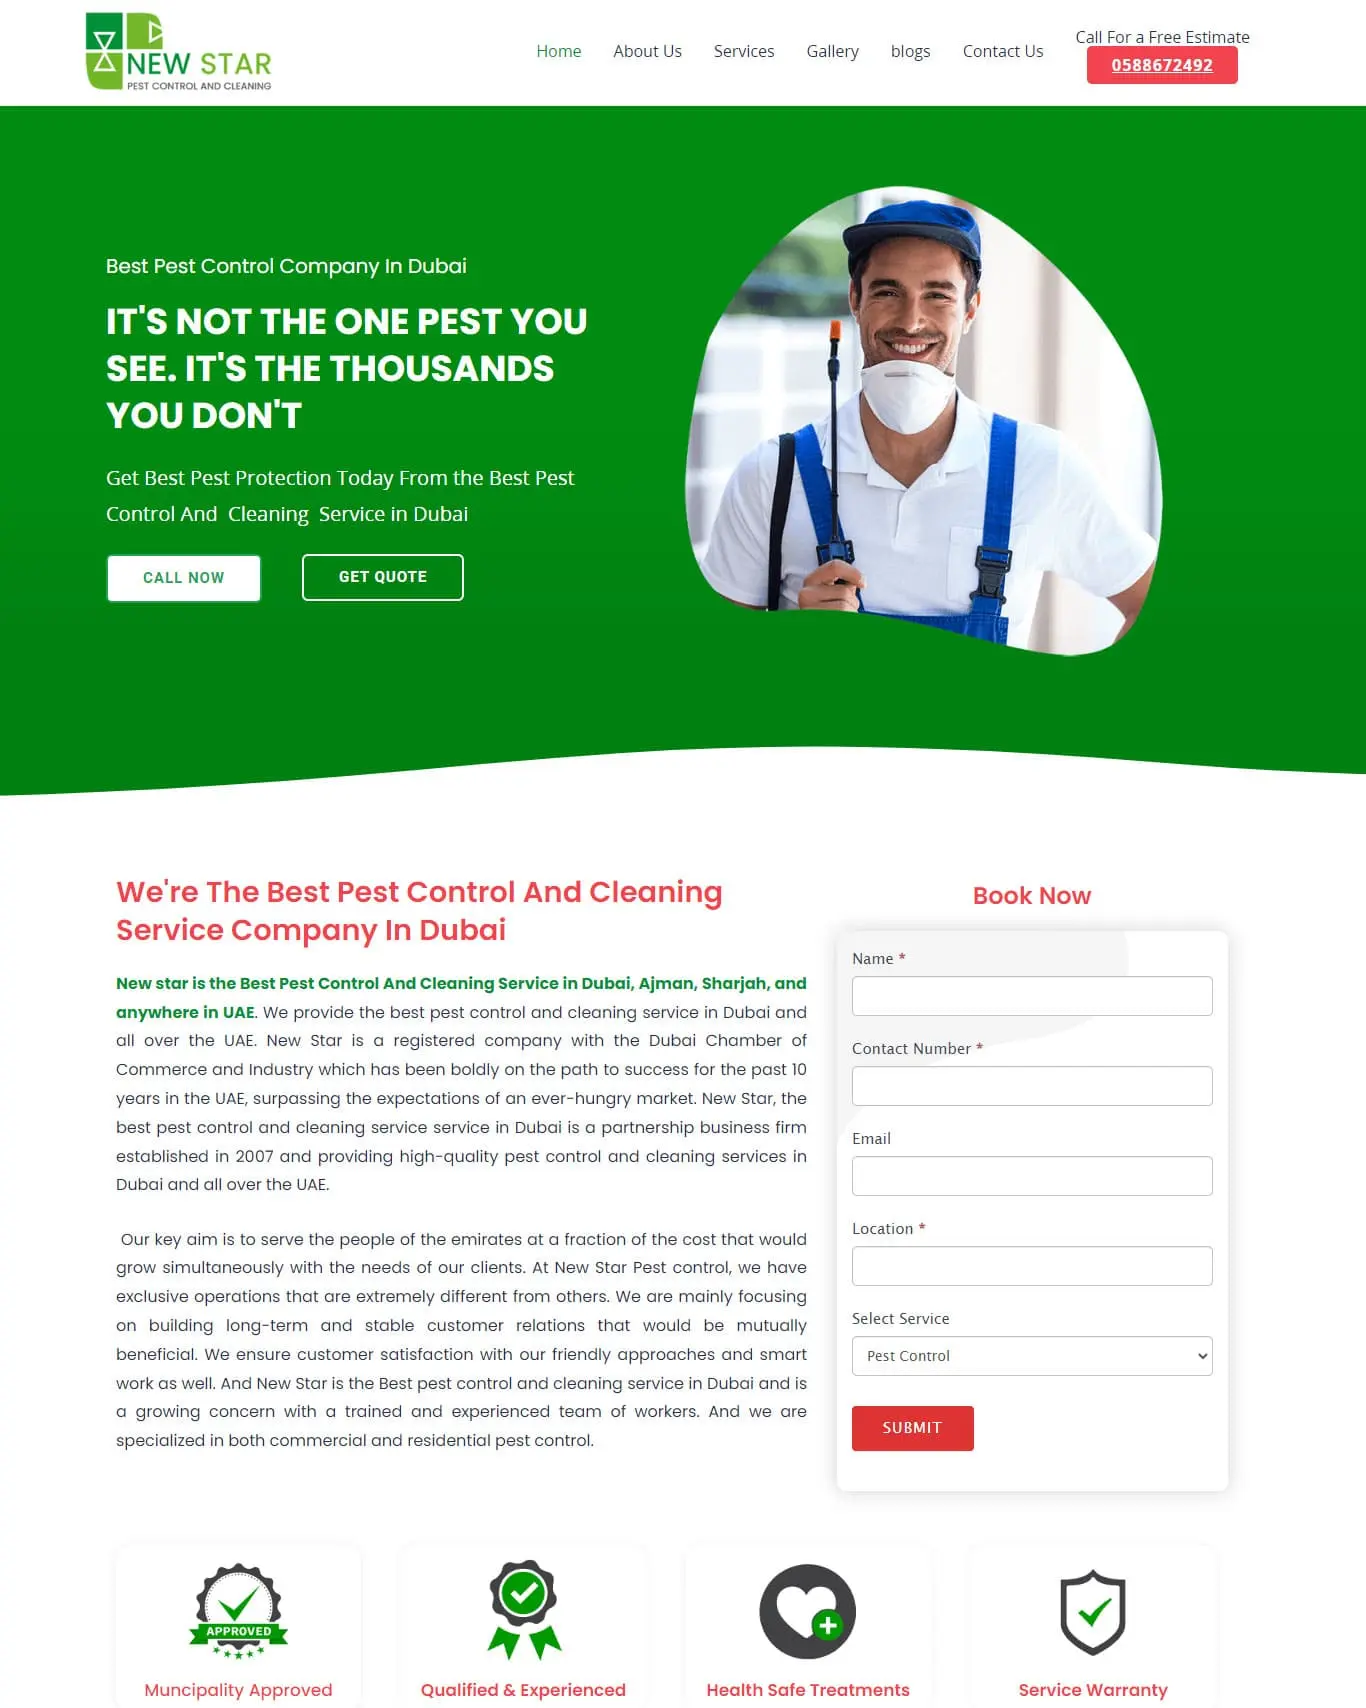 NEW STAR
PEST CONTROL AND CLEANING
Home
About Us
Services
Gallery
blogs
Contact Us
Call For a Free Estimate
0588672492
Best Pest Control Company In Dubai
IT'S NOT THE ONE PEST YOU
SEE. IT'S THE THOUSANDS
YOU DON'T
Get Best Pest Protection Today From the Best Pest
Control And Cleaning Service in Dubai
CALL NOW
GET QUOTE
We're The Best Pest Control And Cleaning
Service Company In Dubai
New star is the Best Pest Control And Cleaning Service in Dubai, Ajman, Sharjah, and
anywhere in UAE. We provide the best pest control and cleaning service in Dubai and
all over the UAE. New Star is a registered company with the Dubai Chamber of
Commerce and Industry which has been boldly on the path to success for the past 10
years in the UAE, surpassing the expectations of an ever-hungry market. New Star, the
best pest control and cleaning service service in Dubai is a partnership business firm
established in 2007 and providing high-quality pest control and cleaning services in
Dubai and all over the UAE.
Our key aim is to serve the people of the emirates at a fraction of the cost that would
grow simultaneously with the needs of our clients. At New Star Pest control, we have
exclusive operations that are extremely different from others. We are mainly focusing
on building long-term and stable customer relations that would be mutually
beneficial. We ensure customer satisfaction with our friendly approaches and smart
work as well. And New Star is the Best pest control and cleaning service in Dubai and is
a growing concern with a trained and experienced team of workers. And we are
specialized in both commercial and residential pest control.
Book Now
Name *
Contact Number *
Email
Location *
Select Service
Pest Control
SUBMIT
APPROVED
Muncipality Approved
Qualified & Experienced
Health Safe Treatments
Service Warranty